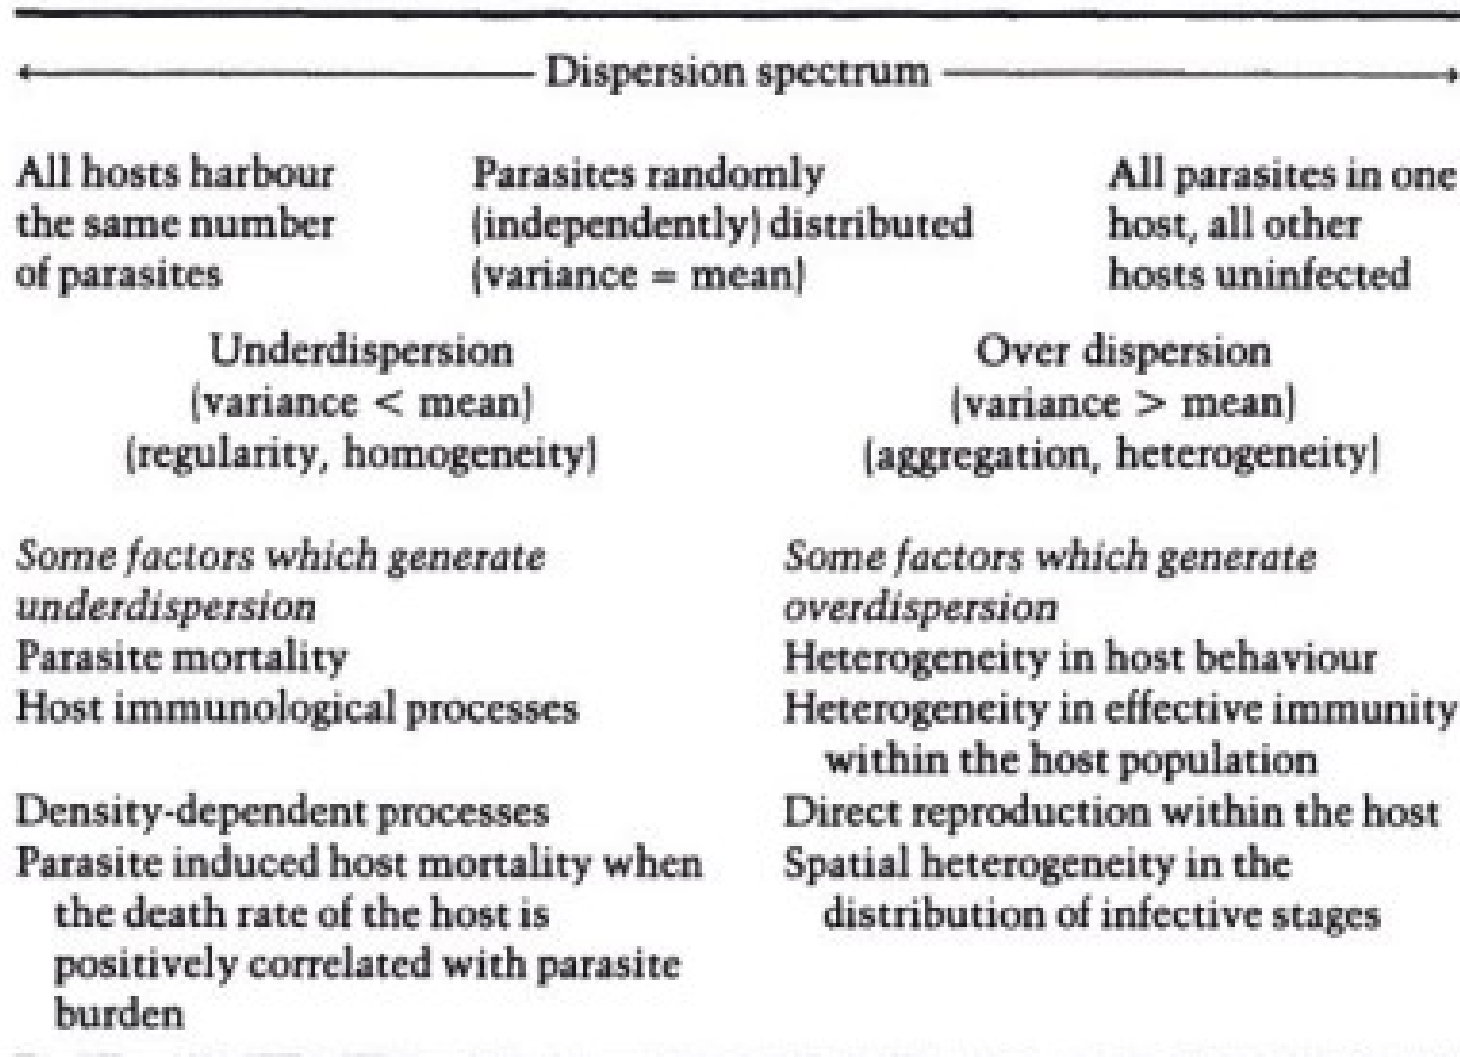 Dispersion spectrum
All hosts harbour
the same number
of parasites
Parasites randomly
(independently) distributed
(variance = mean)
All parasites in one
host, all other
hosts uninfected
Underdispersion
(variance < mean)
(regularity, homogeneity)
Over dispersion
(variance > mean)
(aggregation, heterogeneity)
Some factors which generate
underdispersion
Parasite mortality
Host immunological processes
Density-dependent processes
Parasite induced host mortality when
the death rate of the host is
positively correlated with parasite
burden
Some factors which generate
overdispersion
Heterogeneity in host behaviour
Heterogeneity in effective immunity
within the host population
Direct reproduction within the host
Spatial heterogeneity in the
distribution of infective stages